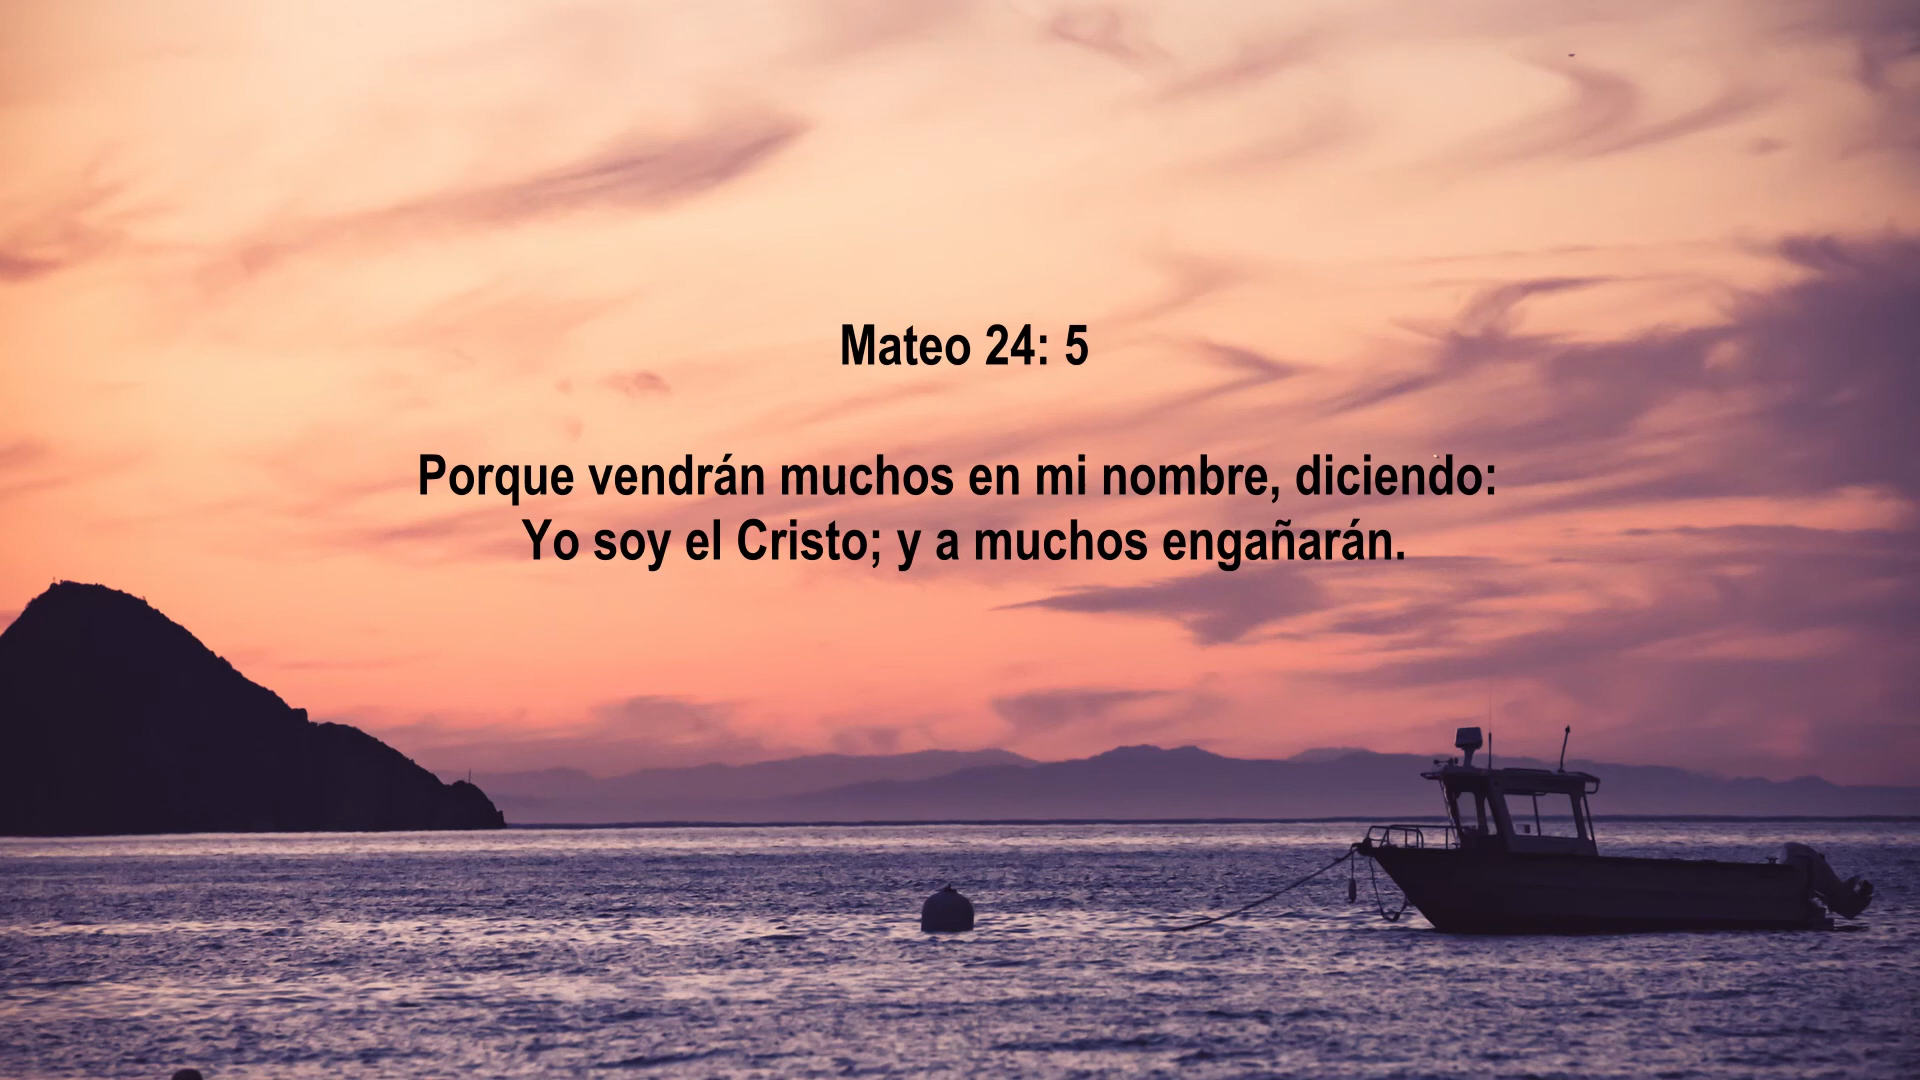 Mateo 24: 5
Porque vendrán muchos en mi nombre, diciendo:
Yo soy el Cristo; y a muchos engañarán.